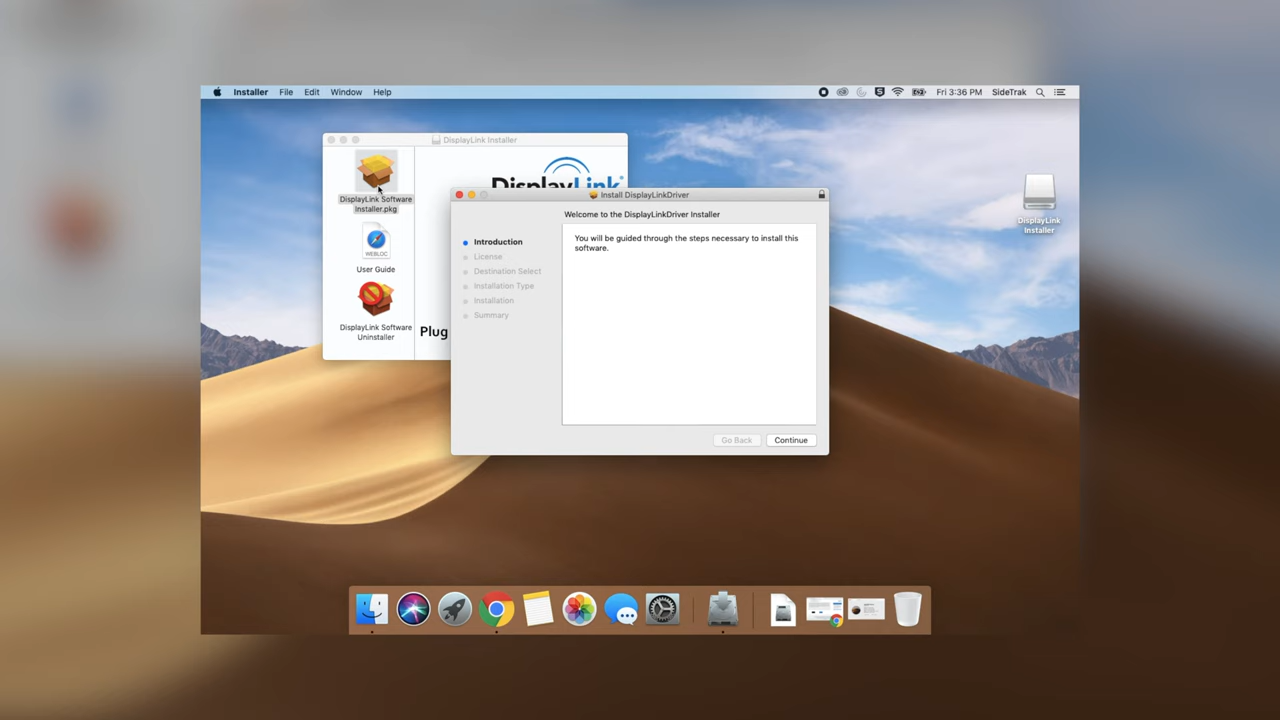 Installer File Edit Window Help
Fri 3:36 PM SideTrak
DisplayLink Installer
DisplayLink
DisplayLink Software
Installer.pkg
WEBLOC
User Guide
DisplayLink Software
Uninstaller
Plug
Install DisplayLinkDriver
Welcome to the DisplayLinkDriver Installer
Introduction
License
Destination Select
Installation Type
Installation
Summary
You will be guided through the steps necessary to install this
software.
Go Back Continue
DisplayLink
Installer